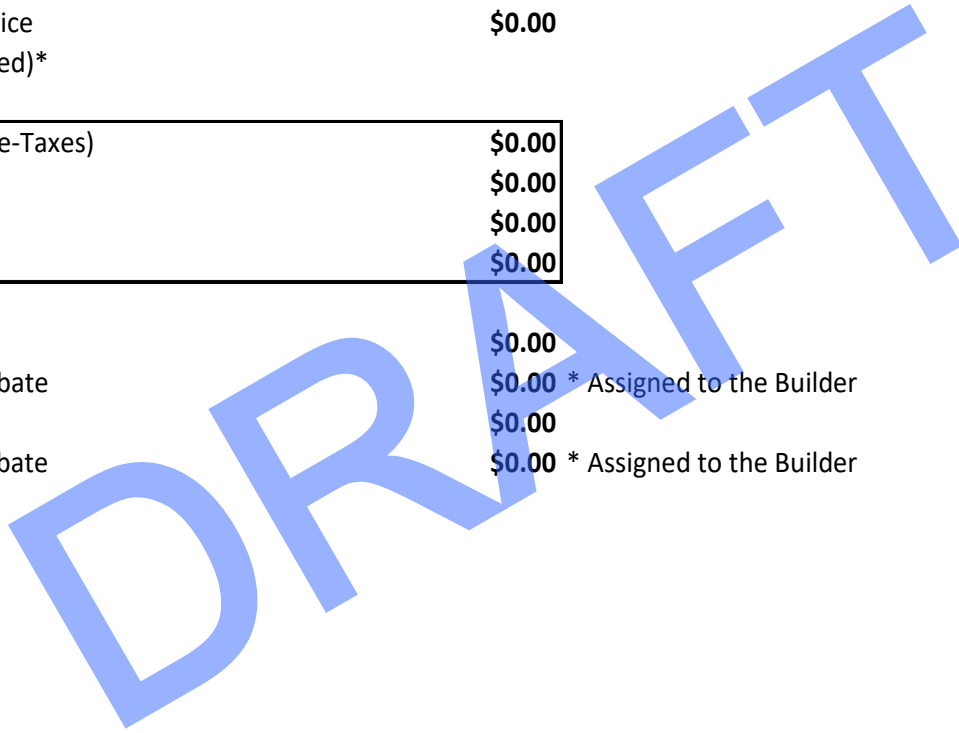 ice $0.00
ed)*
e-Taxes) $0.00
$0.00
$0.00
$0.00
$0.00
bate $0.00 * Assigned to the Builder
$0.00
bate $0.00 * Assigned to the Builder
DRAFT